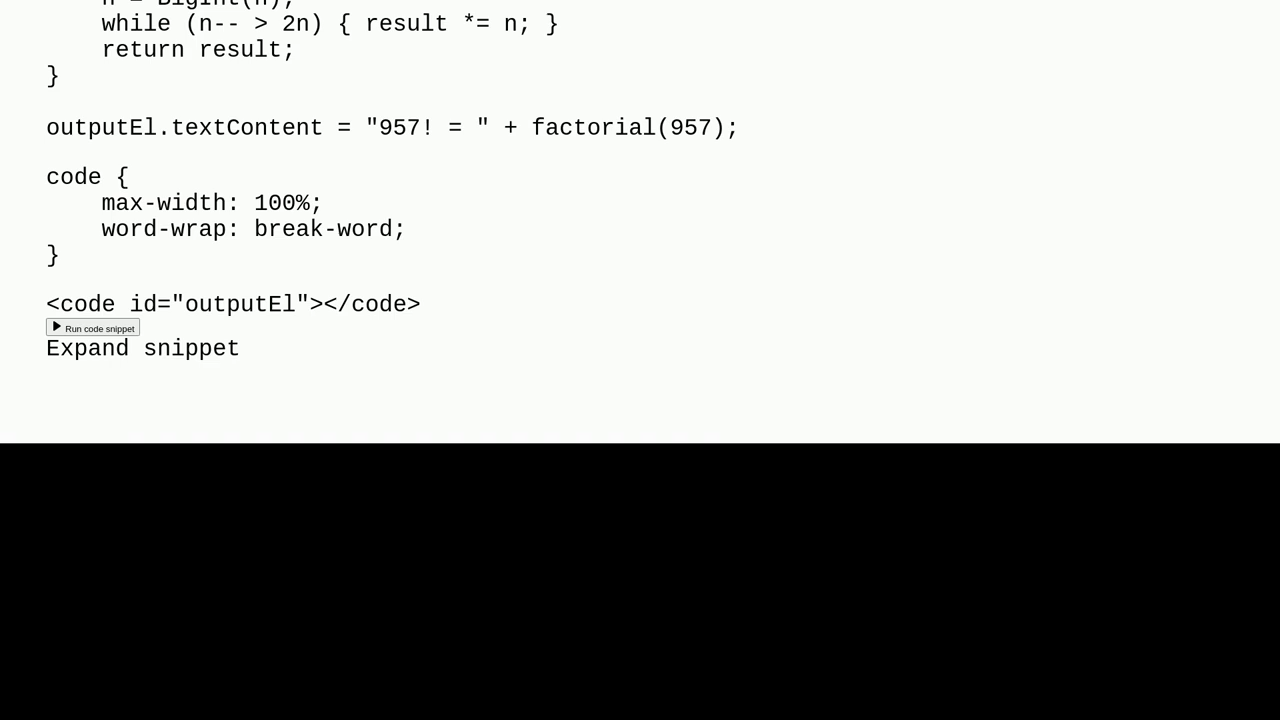 n = BigInt(n);
while (n-- > 2n) { result *= n; }
return result;
}
outputEl.textContent = "957! = " + factorial(957);
code {
max-width: 100%;
word-wrap: break-word;
}
<code id="outputEl"></code>
Run code snippet
Expand snippet